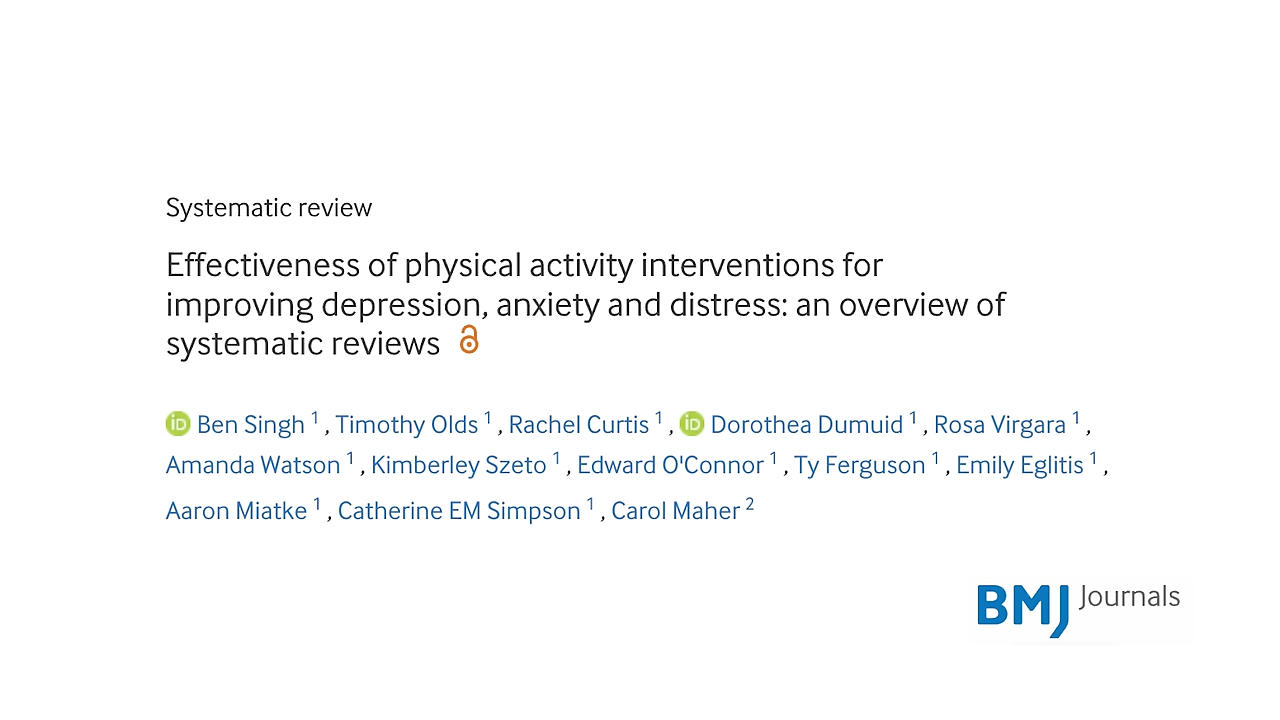 Systematic review
Effectiveness of physical activity interventions for
improving depression, anxiety and distress: an overview of
systematic reviews
iD Ben Singh 1 , Timothy Olds 1 , Rachel Curtis 1 , iD Dorothea Dumuid 1 , Rosa Virgara 1 ,
Amanda Watson 1 , Kimberley Szeto 1 , Edward O'Connor 1 , Ty Ferguson 1 , Emily Eglitis 1 ,
Aaron Miatke 1 , Catherine EM Simpson 1 , Carol Maher 2
BMJ Journals